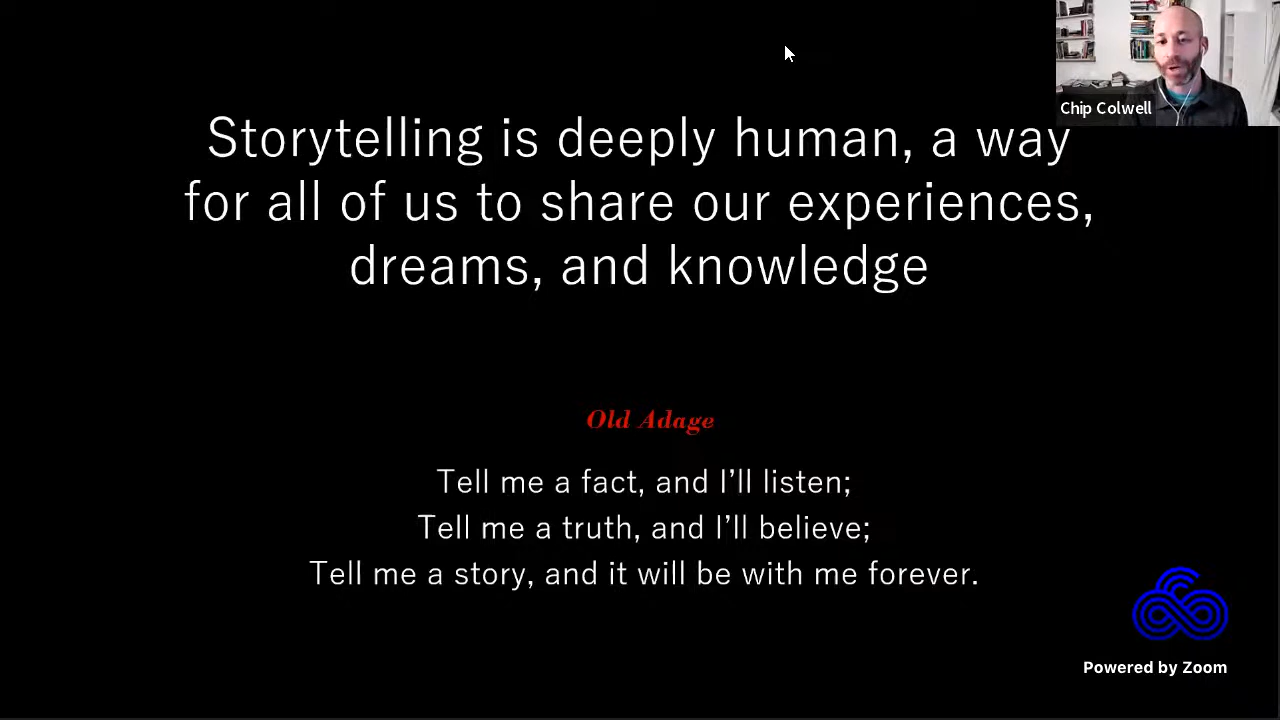 Chip Colwell
Storytelling is deeply human, a way
for all of us to share our experiences,
dreams, and knowledge
Old Adage
Tell me a fact, and I’ll listen;
Tell me a truth, and I’ll believe;
Tell me a story, and it will be with me forever.
Powered by Zoom